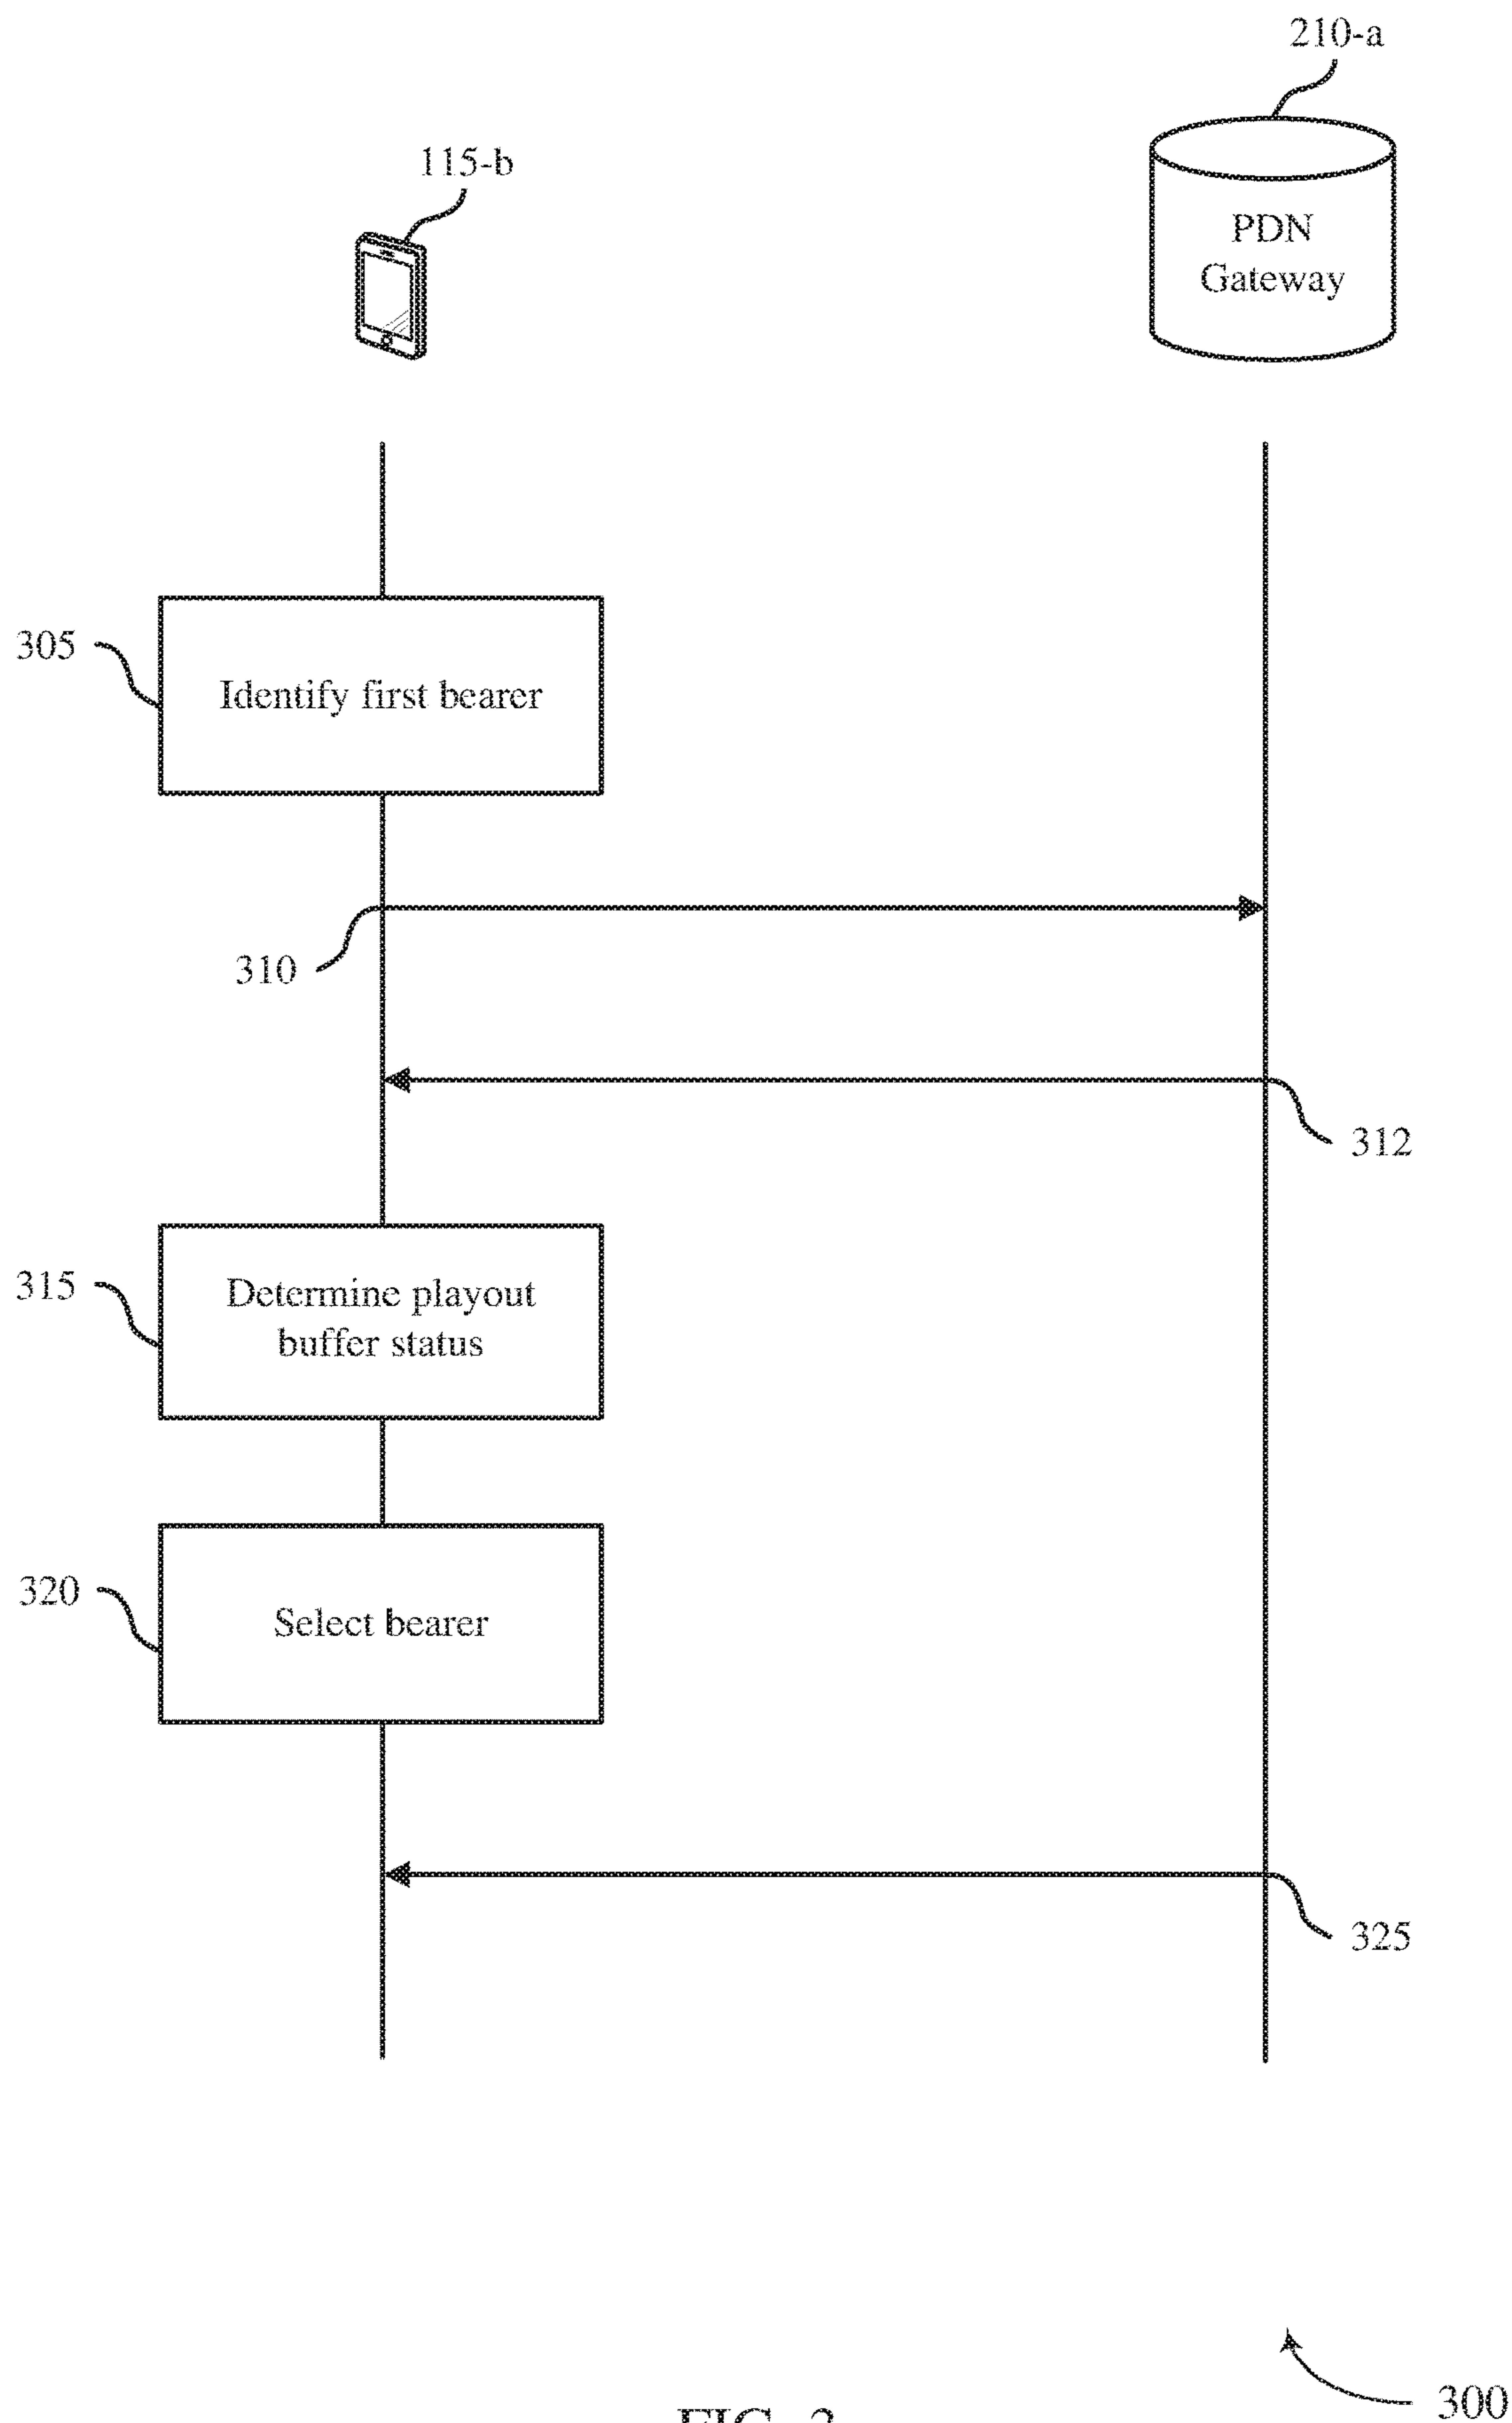 210-a
115-b
PDN
Gateway
305
Identify first bearer
310
312
315
Determine playout
buffer status
320
Select bearer
325
300